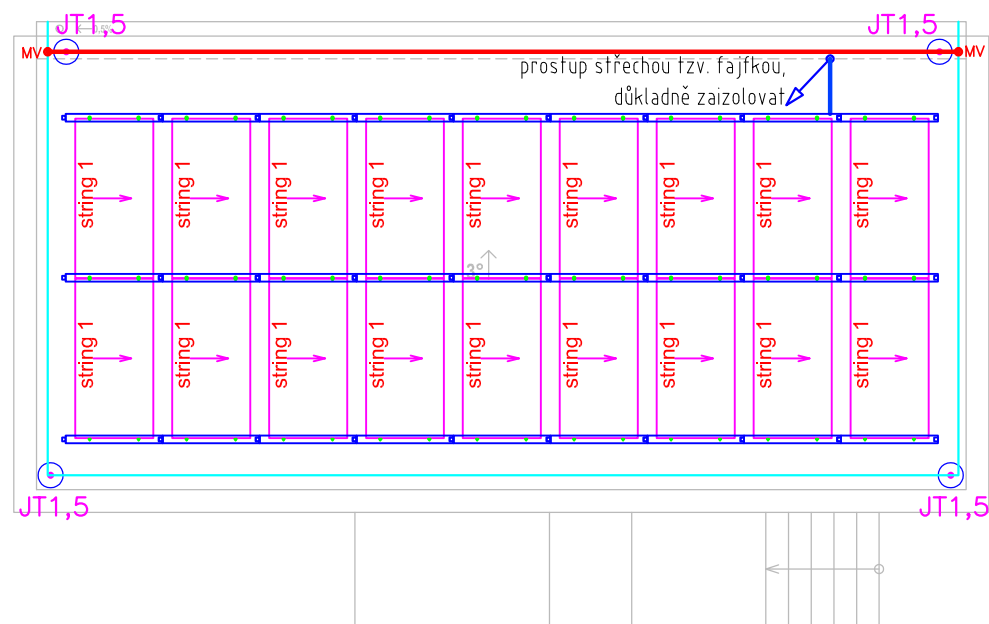 JT1,5 JT1,5
MV MV
prostup střechou tzv. fajfkou,
důkladně zaizolovat
string 1 string 1 string 1 string 1 string 1 string 1 string 1 string 1 string 1
3°
string 1 string 1 string 1 string 1 string 1 string 1 string 1 string 1 string 1
JT1,5 JT1,5